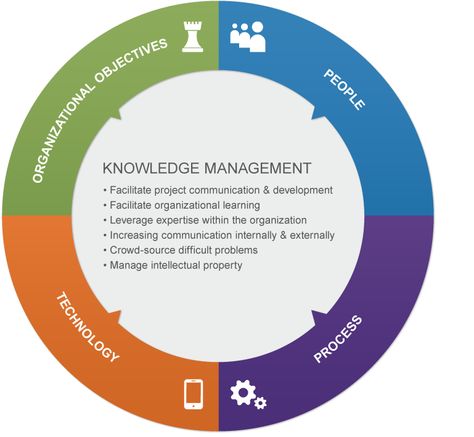 ORGANIZATIONAL OBJECTIVES
PEOPLE
KNOWLEDGE MANAGEMENT
• Facilitate project communication & development
• Facilitate organizational learning
• Leverage expertise within the organization
• Increasing communication internally & externally
• Crowd-source difficult problems
• Manage intellectual property
TECHNOLOGY
PROCESS